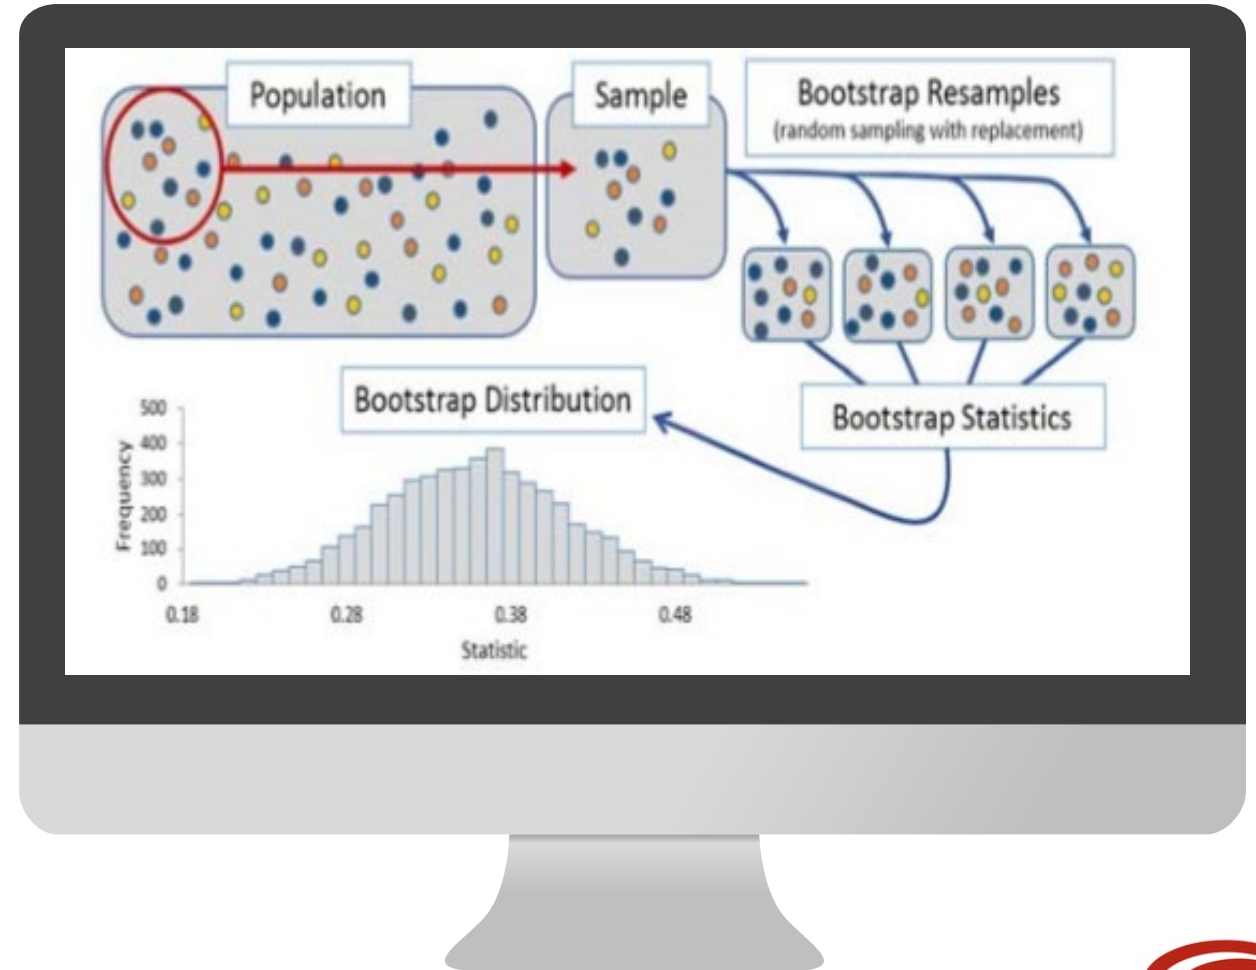 Population
Sample
Bootstrap Resamples
(random sampling with replacement)
Bootstrap Statistics
Bootstrap Distribution
Frequency
500
400
300
200
100
0
0.18 0.28 0.38 0.48
Statistic